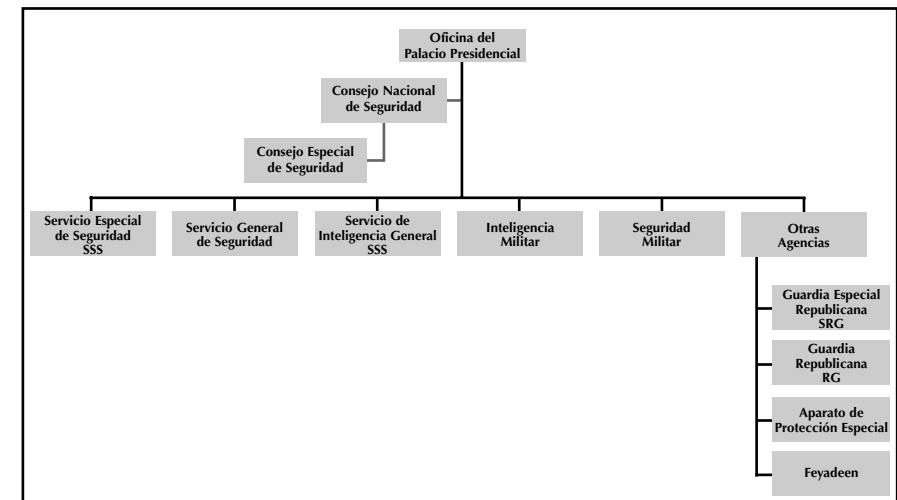 Oficina del
Palacio Presidencial
Consejo Nacional
de Seguridad
Consejo Especial
de Seguridad
Servicio Especial
de Seguridad
SSS
Servicio General
de Seguridad
Servicio de
Inteligencia General
SSS
Inteligencia
Militar
Seguridad
Militar
Otras
Agencias
Guardia Especial
Republicana
SRG
Guardia
Republicana
RG
Aparato de
Protección Especial
Feyadeen